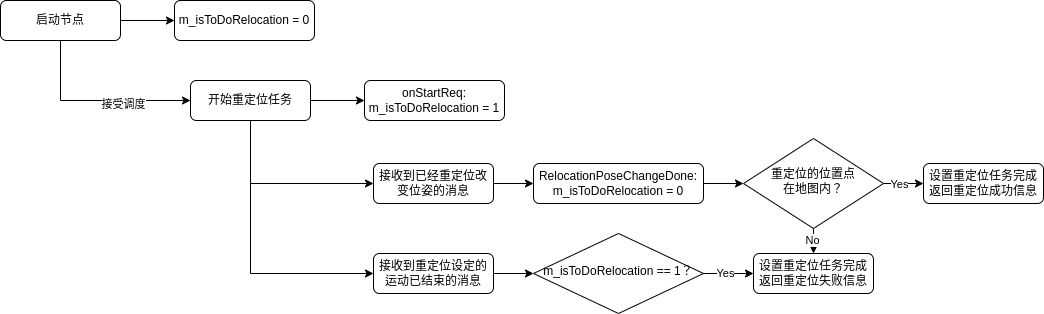 启动节点
m_isToDoRelocation = 0
接受调度
开始重定位任务
onStartReq:
m_isToDoRelocation = 1
接收到已经重定位改
变位姿的消息
RelocationPoseChangeDone:
m_isToDoRelocation = 0
重定位的位置点
在地图内？
Yes
设置重定位任务完成
返回重定位成功信息
No
接收到重定位设定的
运动已结束的消息
m_isToDoRelocation == 1？
Yes
设置重定位任务完成
返回重定位失败信息